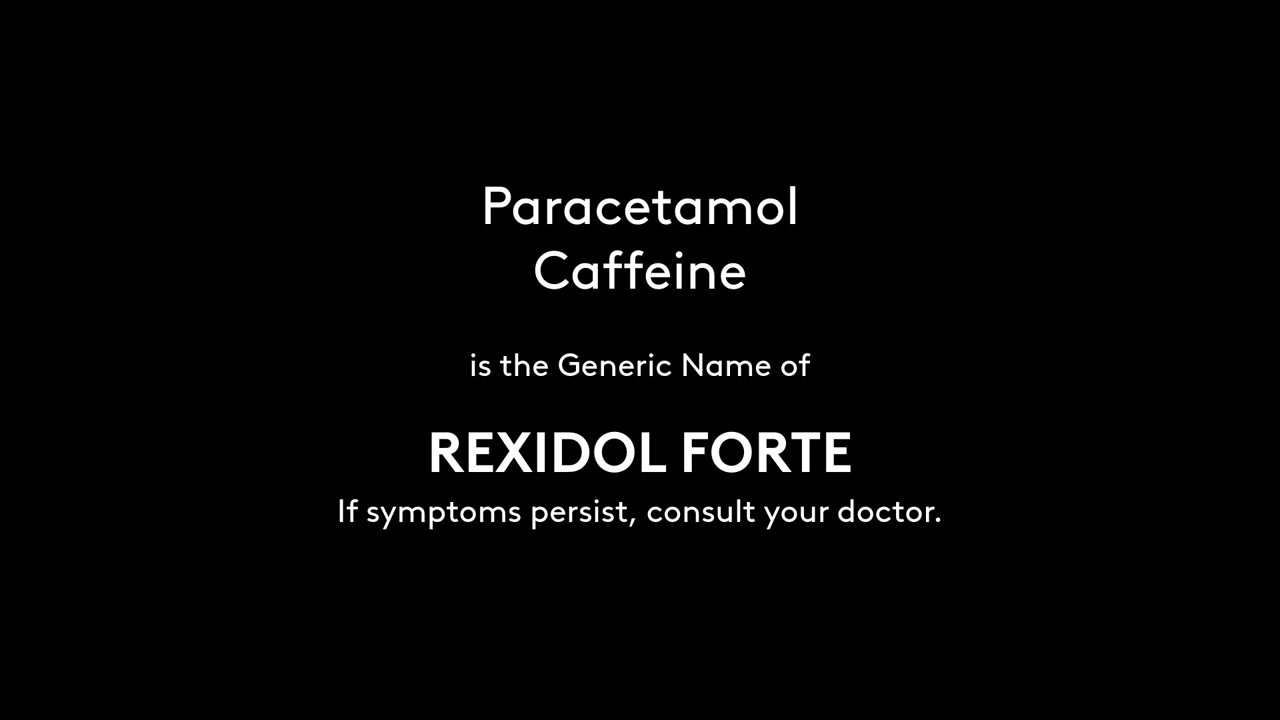 Paracetamol
Caffeine
is the Generic Name of
REXIDOL FORTE
If symptoms persist, consult your doctor.